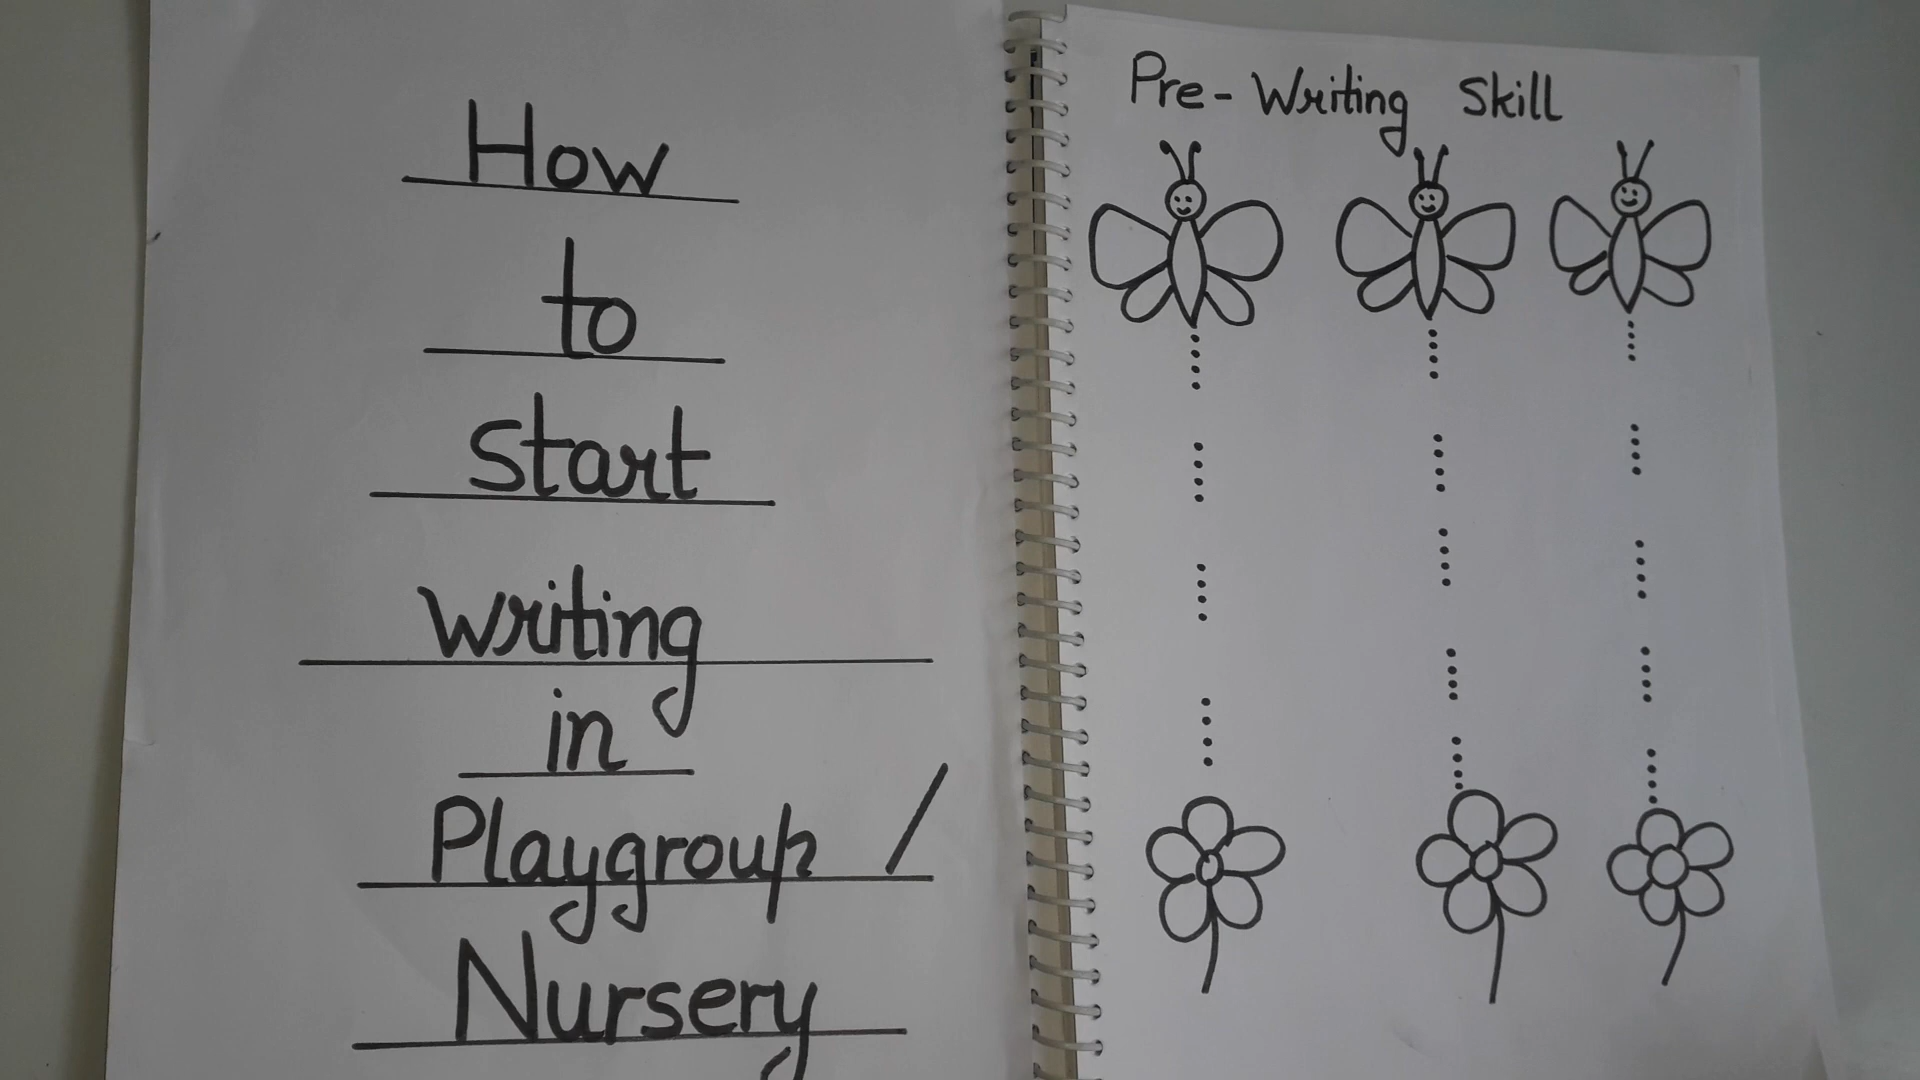 How
to
Start
Writing
in
Playgroup /
Nursery
Pre-Writing Skill